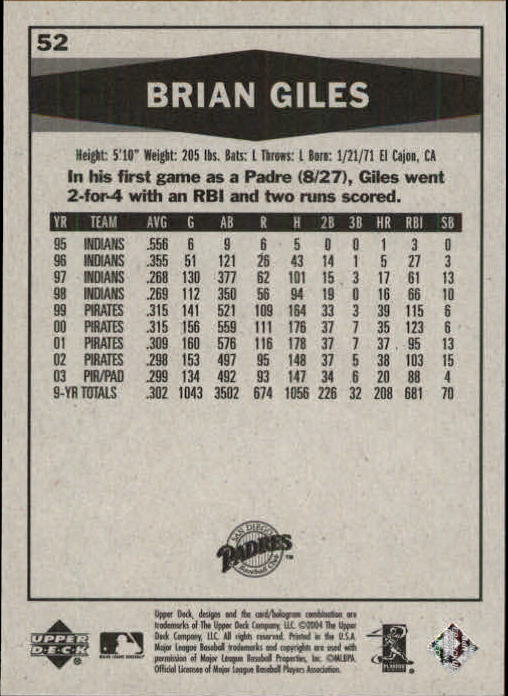 52
BRIAN GILES
Height: 5'10" Weight: 205 lbs. Bats: L Throws: L Born: 1/21/71 El Cajon, CA
In his first game as a Padre (8/27), Giles went
2-for-4 with an RBI and two runs scored.
YR TEAM AVG G AB R H 2B 3B HR RBI SB
95 INDIANS .556 6 9 6 5 0 0 1 3 0
96 INDIANS .355 51 121 26 43 14 1 5 27 3
97 INDIANS .268 130 377 62 101 15 3 17 61 13
98 INDIANS .269 112 350 56 94 19 0 16 66 10
99 PIRATES .315 141 521 109 164 33 3 39 115 6
00 PIRATES .315 156 559 111 176 37 7 35 123 6
01 PIRATES .309 160 576 116 178 37 7 37 95 13
02 PIRATES .298 153 497 95 148 37 5 38 103 15
03 PIR/PAD .299 134 492 93 147 34 6 20 88 4
9-YR TOTALS .302 1043 3502 674 1056 226 32 208 681 70
SAN DIEGO
PADRES ™
Baseball Club
Upper Deck, designs and the card/hologram combination are
trademarks of The Upper Deck Company, LLC. ©2004 The Upper
Deck Company, LLC. All rights reserved. Printed in the U.S.A.
Major League Baseball trademarks and copyrights are used with
permission of Major League Baseball Properties, Inc. ©MLBPA.
Official Licensee of Major League Baseball Players Association.
UPPER
DECK
PLAYERS